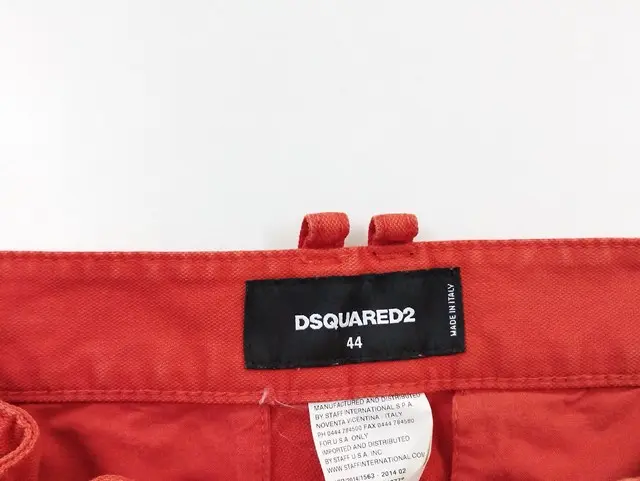 DSQUARED2
44
MADE IN ITALY
MANUFACTURED AND DISTRIBUTED
BY STAFF INTERNATIONAL S.P.A.
NOVENTA VICENTINA - ITALY
PH 0444 784500 FAX 0444 784580
FOR U.S.A. ONLY
IMPORTED AND DISTRIBUTED
BY STAFF U.S.A. INC
WWW.STAFFINTERNATIONAL.COM
2014 02